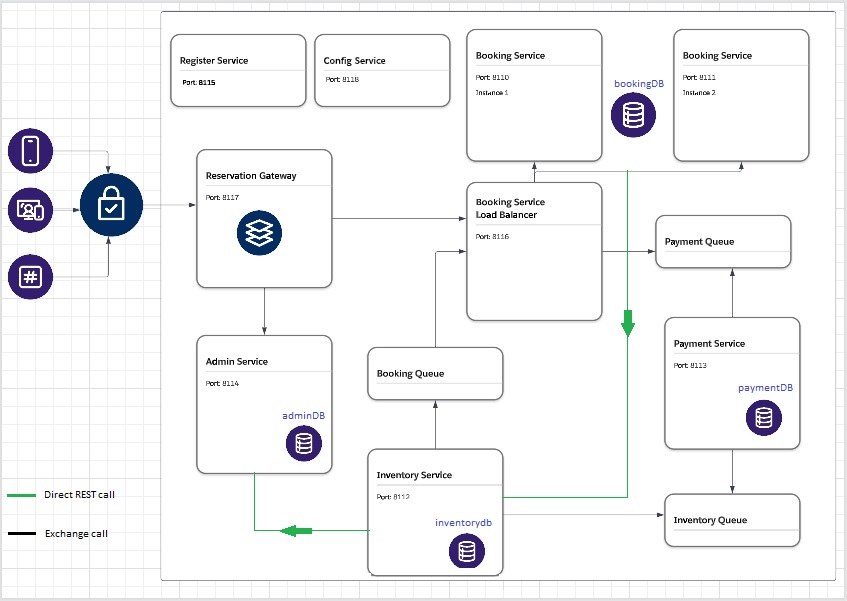 Register Service
Port: 8115
Config Service
Port: 8118
Booking Service
Port: 8110
Instance 1
bookingDB
Booking Service
Port: 8111
Instance 2
Reservation Gateway
Port: 8117
Booking Service
Load Balancer
Port: 8116
Payment Queue
Admin Service
Port: 8114
adminDB
Booking Queue
Payment Service
Port: 8113
paymentDB
Inventory Service
Port: 8112
inventorydb
Inventory Queue
Direct REST call
Exchange call